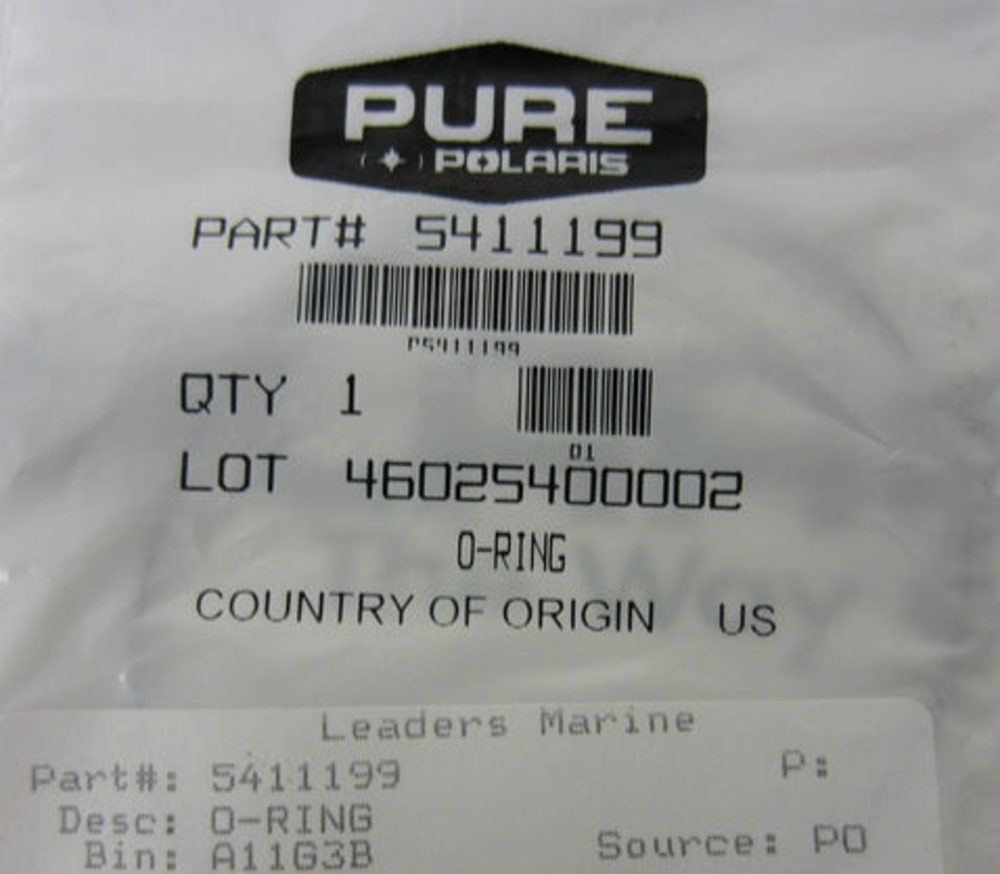 PURE
POLARIS
PART# 5411199
P5411199
QTY 1
01
LOT 46025400002
O-RING
COUNTRY OF ORIGIN US
Leaders Marine
Part#: 5411199 P:
Desc: O-RING
Bin: A11G3B Source: PO